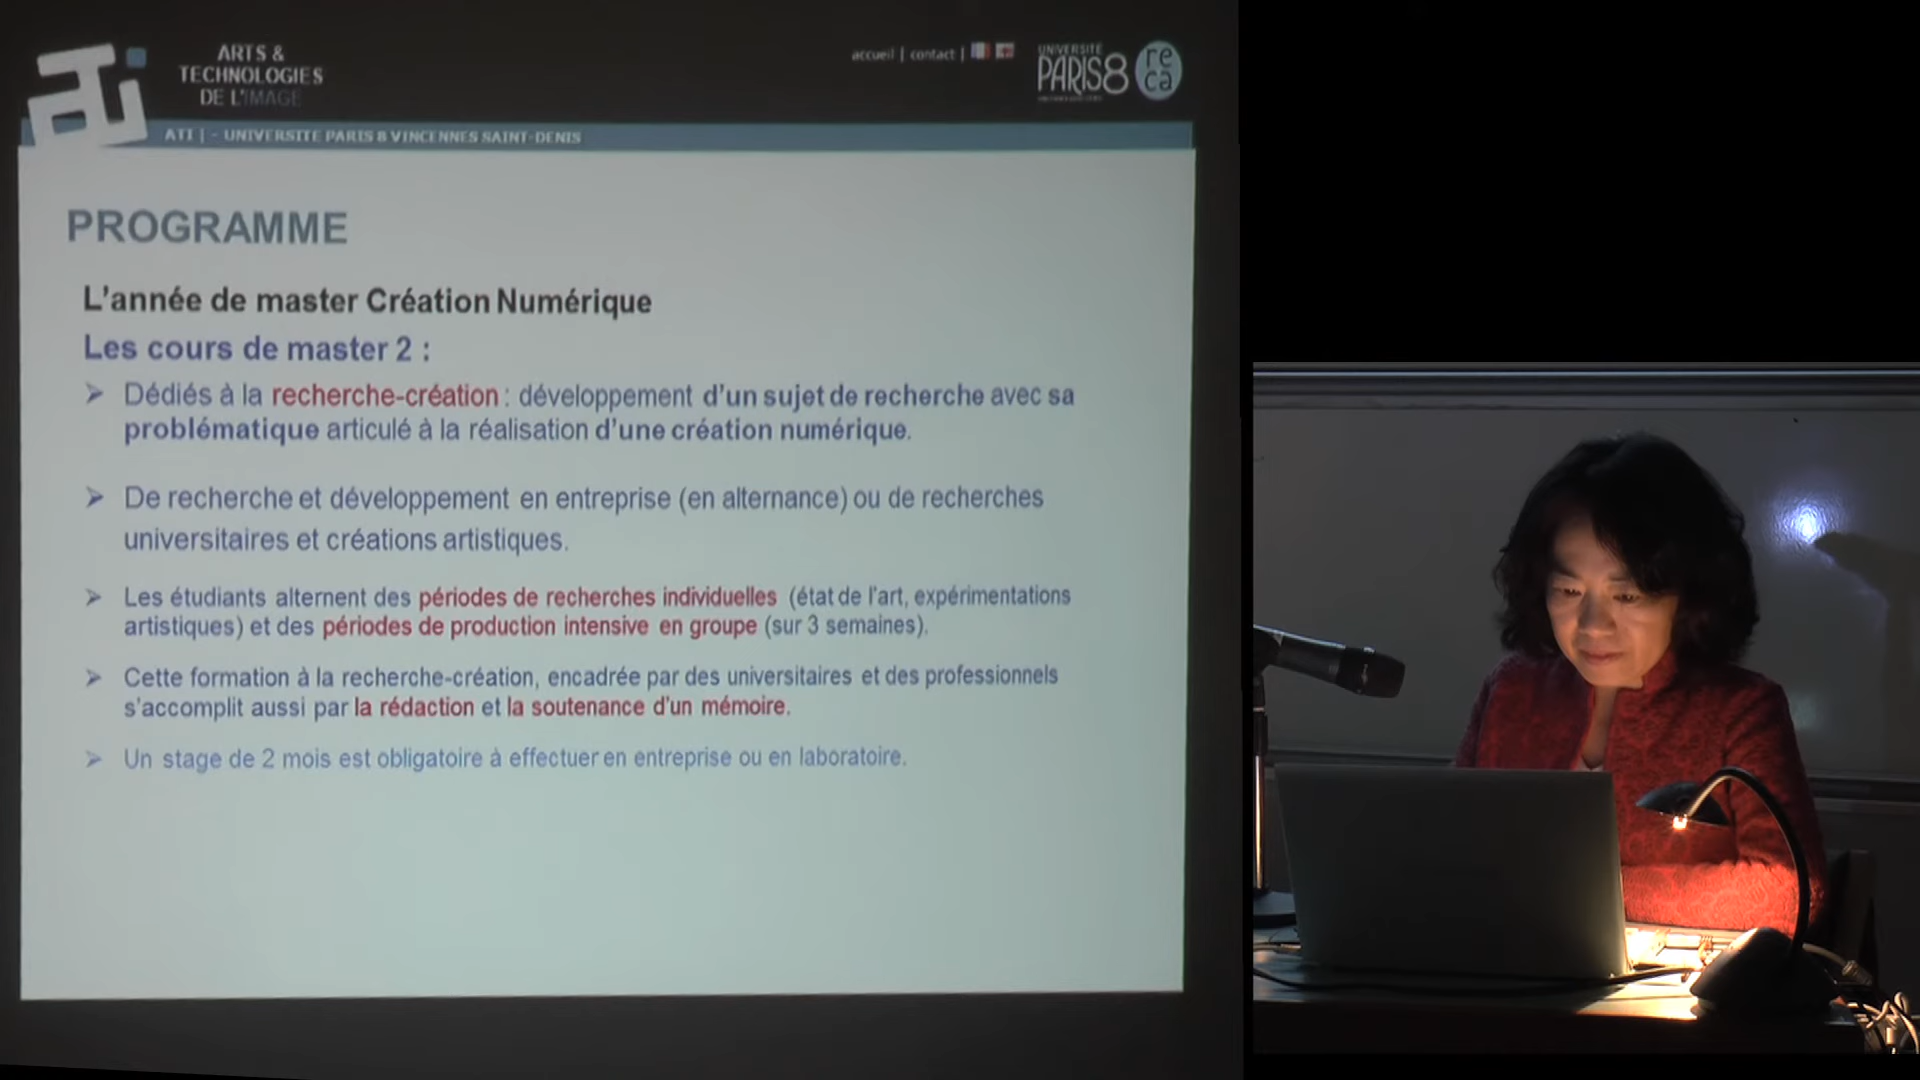 ARTS &
TECHNOLOGIES
DE L'IMAGE
accueil | contact |
UNIVERSITÉ
PARIS8
re
ca
ATI | - UNIVERSITE PARIS 8 VINCENNES SAINT-DENIS
PROGRAMME
L'année de master Création Numérique
Les cours de master 2 :
➢ Dédiés à la recherche-création : développement d'un sujet de recherche avec sa
problématique articulé à la réalisation d'une création numérique.
➢ De recherche et développement en entreprise (en alternance) ou de recherches
universitaires et créations artistiques.
➢ Les étudiants alternent des périodes de recherches individuelles (état de l'art, expérimentations
artistiques) et des périodes de production intensive en groupe (sur 3 semaines).
➢ Cette formation à la recherche-création, encadrée par des universitaires et des professionnels
s'accomplit aussi par la rédaction et la soutenance d'un mémoire.
➢ Un stage de 2 mois est obligatoire à effectuer en entreprise ou en laboratoire.